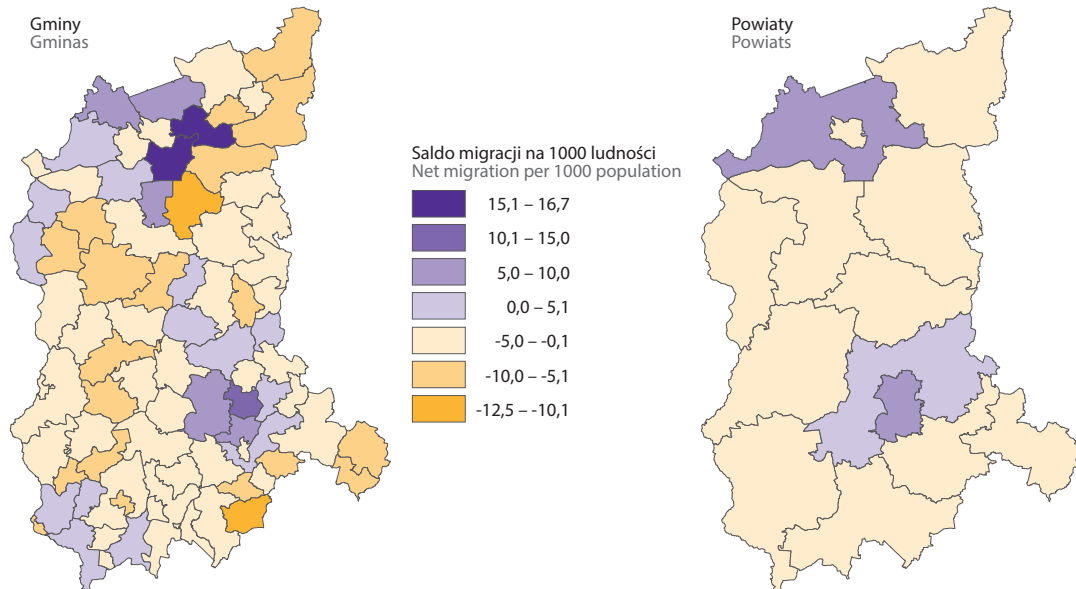 Gminy
Gminas
Powiaty
Powiats
Saldo migracji na 1000 ludności
Net migration per 1000 population
15,1 – 16,7
10,1 – 15,0
5,0 – 10,0
0,0 – 5,1
-5,0 – -0,1
-10,0 – -5,1
-12,5 – -10,1